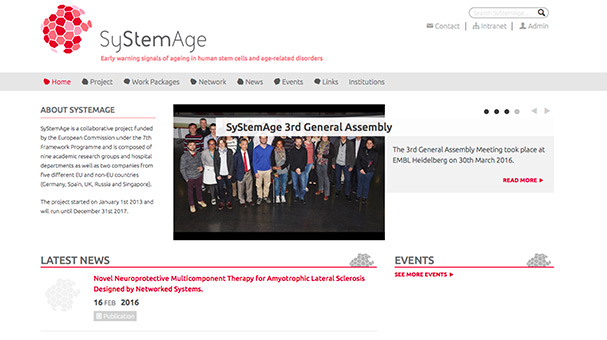 Search SyStemAge
Contact | Intranet | Admin
SyStemAge
Early warning signals of ageing in human stem cells and age-related disorders
Home Project Work Packages Network News Events Links Institutions
ABOUT SYSTEMAGE
SyStemAge is a collaborative project funded
by the European Commission under the 7th
Framework Programme and is composed of
nine academic research groups and hospital
departments as well as two companies from
five different EU and non-EU countries
(Germany, Spain, UK, Russia and Singapore).
The project started on January 1st 2013 and
will run until December 31st 2017.
SyStemAge 3rd General Assembly
The 3rd General Assembly Meeting took place at
EMBL Heidelberg on 30th March 2016.
READ MORE
LATEST NEWS
Novel Neuroprotective Multicomponent Therapy for Amyotrophic Lateral Sclerosis
Designed by Networked Systems.
16 FEB 2016
Publication
EVENTS
SEE MORE EVENTS